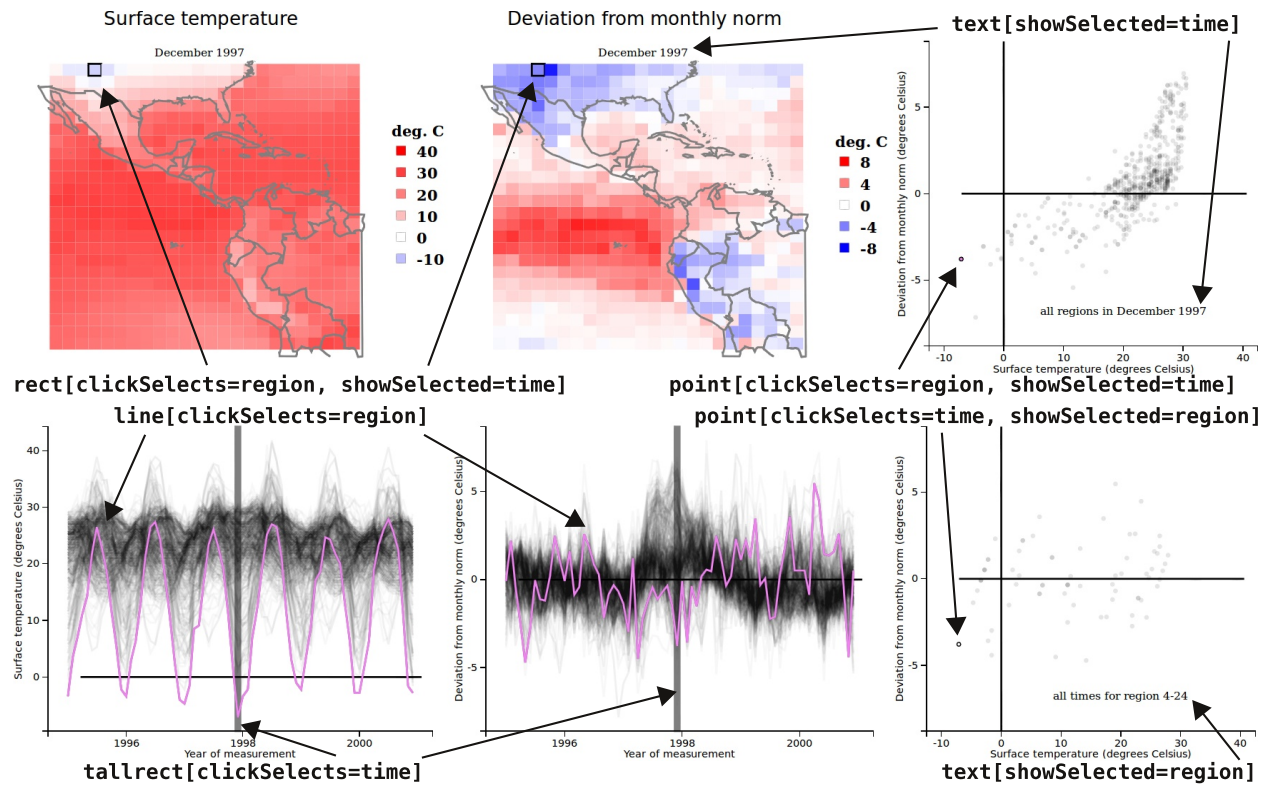 Surface temperature
Deviation from monthly norm
text[showSelected=time]
December 1997
December 1997
deg. C
40
30
20
10
0
-10
deg. C
8
4
0
-4
-8
Deviation from monthly norm (degrees Celsius)
5
0
-5
all regions in December 1997
-10 0 10 20 30 40
Surface temperature (degrees Celsius)
rect[clickSelects=region, showSelected=time]
point[clickSelects=region, showSelected=time]
line[clickSelects=region]
point[clickSelects=time, showSelected=region]
Surface temperature (degrees Celsius)
40
30
20
10
0
1996 1998 2000
Year of measurement
Deviation from monthly norm (degrees Celsius)
5
0
-5
1996 1998 2000
Year of measurement
Deviation from monthly norm (degrees Celsius)
5
0
-5
all times for region 4-24
-10 0 10 20 30 40
Surface temperature (degrees Celsius)
tallrect[clickSelects=time]
text[showSelected=region]